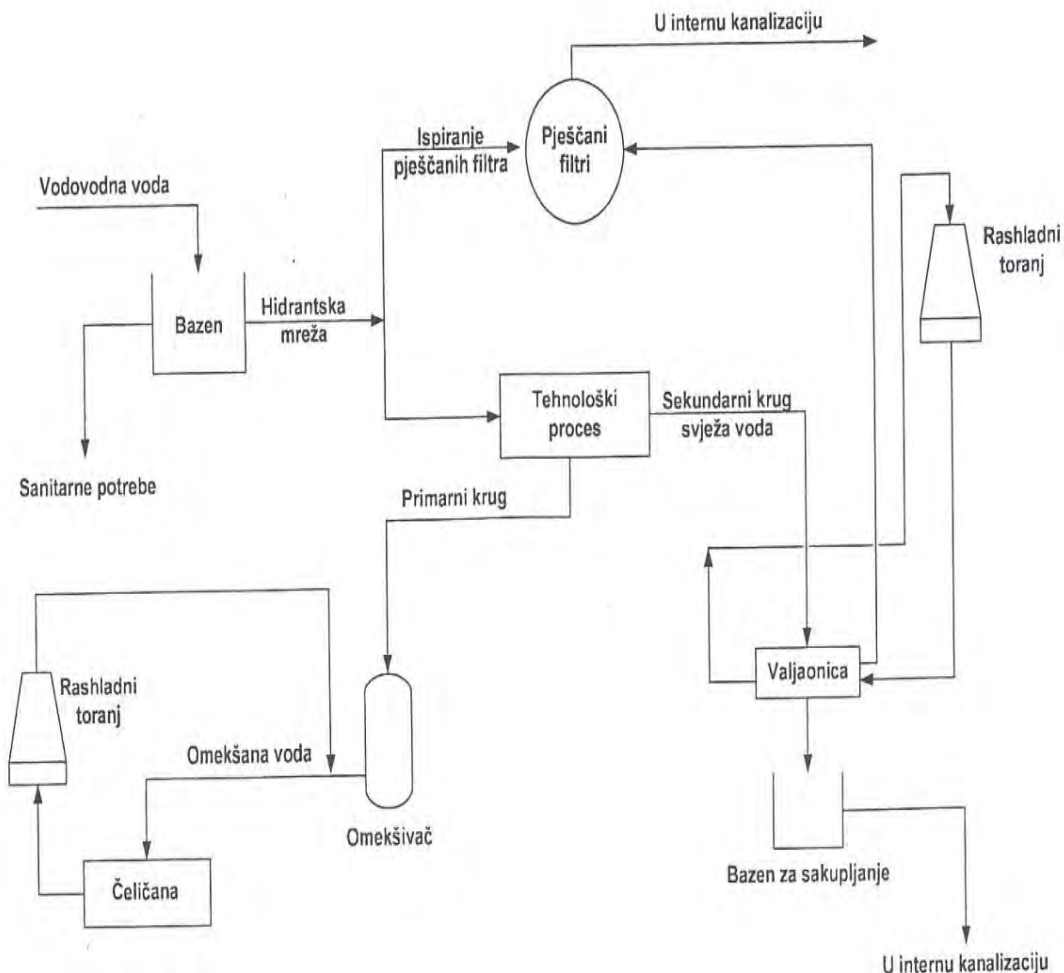 U internu kanalizaciju
Ispiranje
pješčanih filtra
Pješčani
filtri
Vodovodna voda
Rashladni
toranj
Bazen
Hidrantska
mreža
Tehnološki
proces
Sekundarni krug
svježa voda
Sanitarne potrebe
Primarni krug
Valjaonica
Rashladni
toranj
Omekšana voda
Omekšivač
Bazen za sakupljanje
Čeličana
U internu kanalizaciju